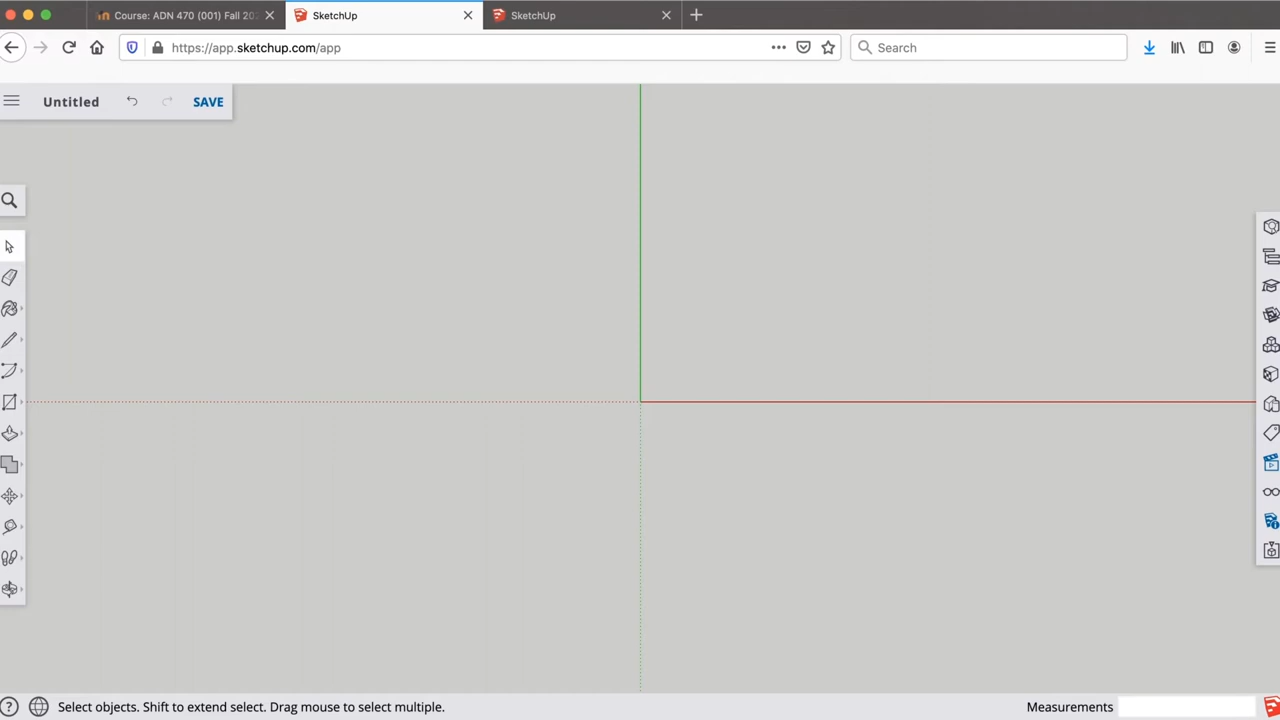 Course: ADN 470 (001) Fall 20
SketchUp
SketchUp
https://app.sketchup.com/app
Search
Untitled
SAVE
Select objects. Shift to extend select. Drag mouse to select multiple.
Measurements